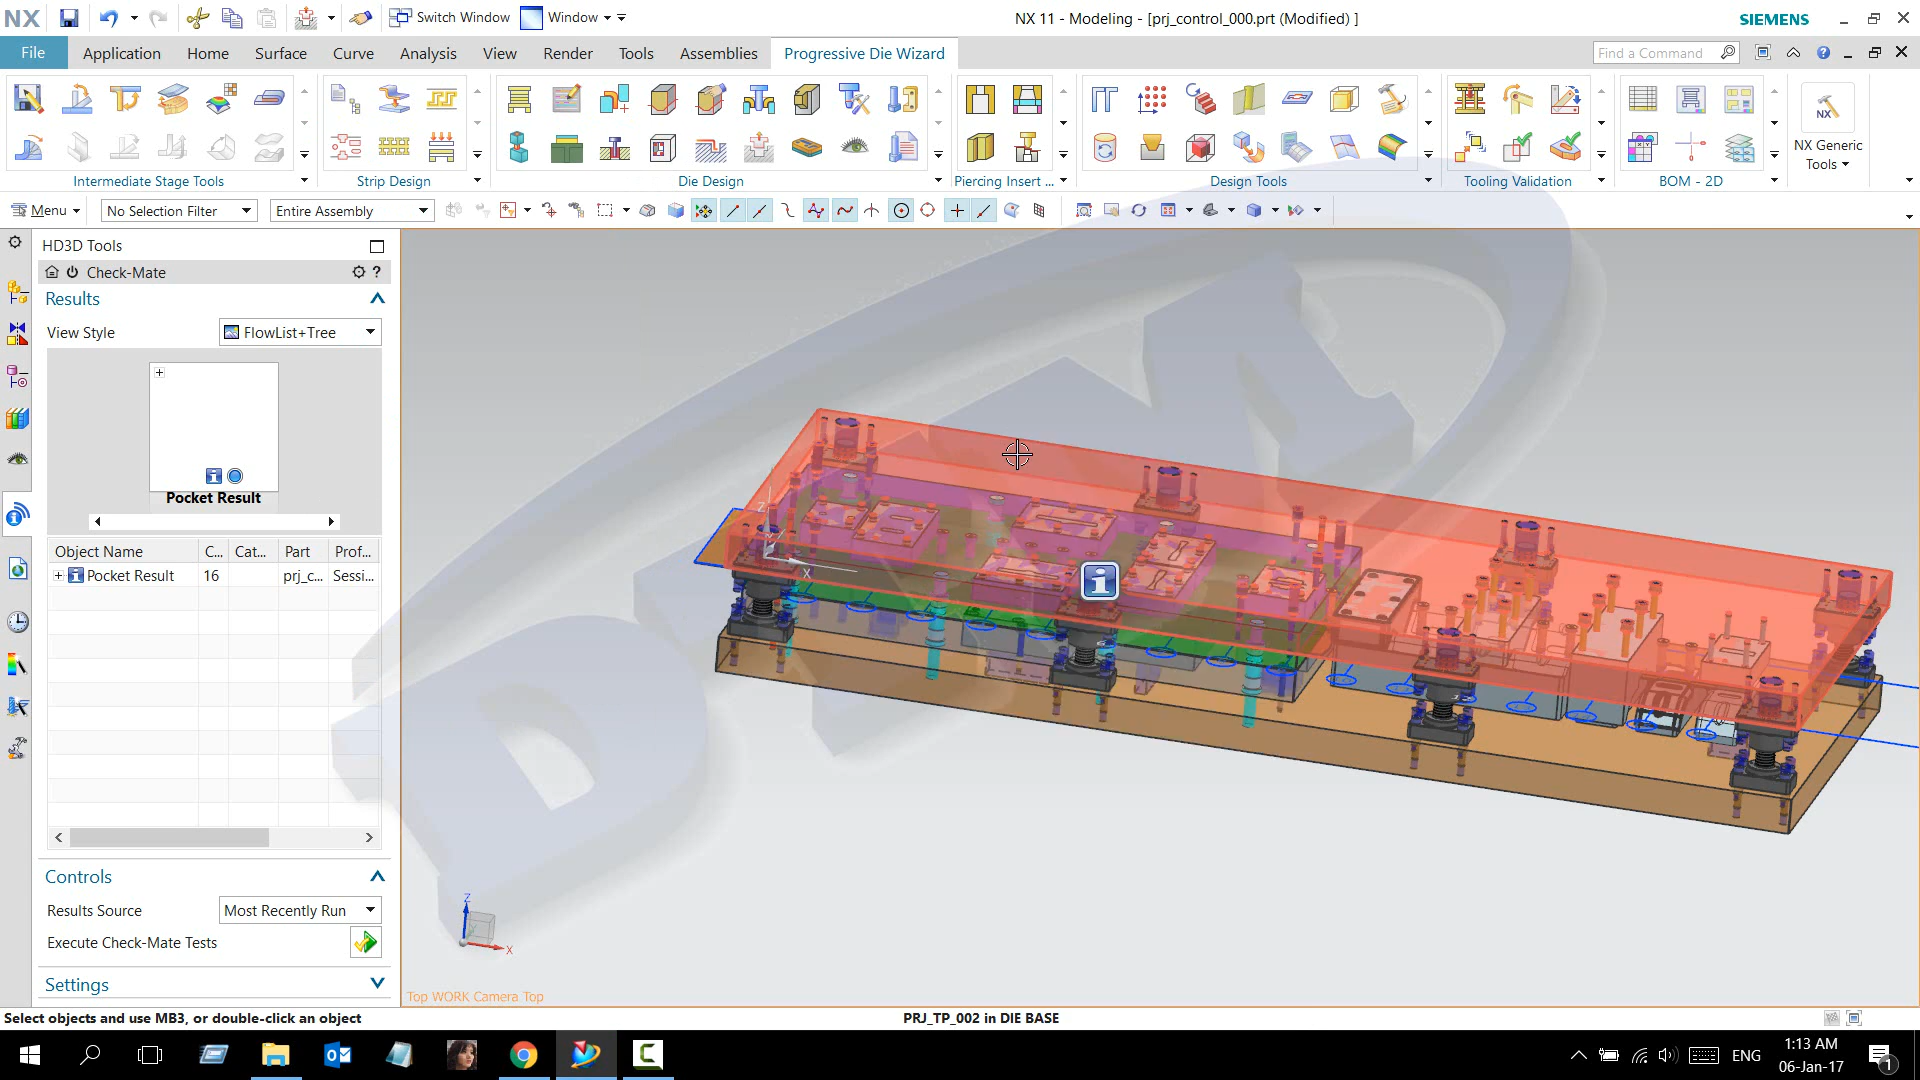 NX
Switch Window
Window
NX 11 - Modeling - [prj_control_000.prt (Modified) ]
SIEMENS
File
Application
Home
Surface
Curve
Analysis
View
Render
Tools
Assemblies
Progressive Die Wizard
Find a Command
NX
NX Generic
Tools
Intermediate Stage Tools
Strip Design
Die Design
Piercing Insert ...
Design Tools
Tooling Validation
BOM - 2D
Menu
No Selection Filter
Entire Assembly
HD3D Tools
Check-Mate
Results
View Style
FlowList+Tree
Pocket Result
Object Name
C...
Cat...
Part
Prof...
Pocket Result
16
prj_c...
Sessi...
Controls
Results Source
Most Recently Run
Execute Check-Mate Tests
Settings
Z
X
Z
X
Top WORK Camera Top
Select objects and use MB3, or double-click an object
PRJ_TP_002 in DIE BASE
ENG
1:13 AM
06-Jan-17
1